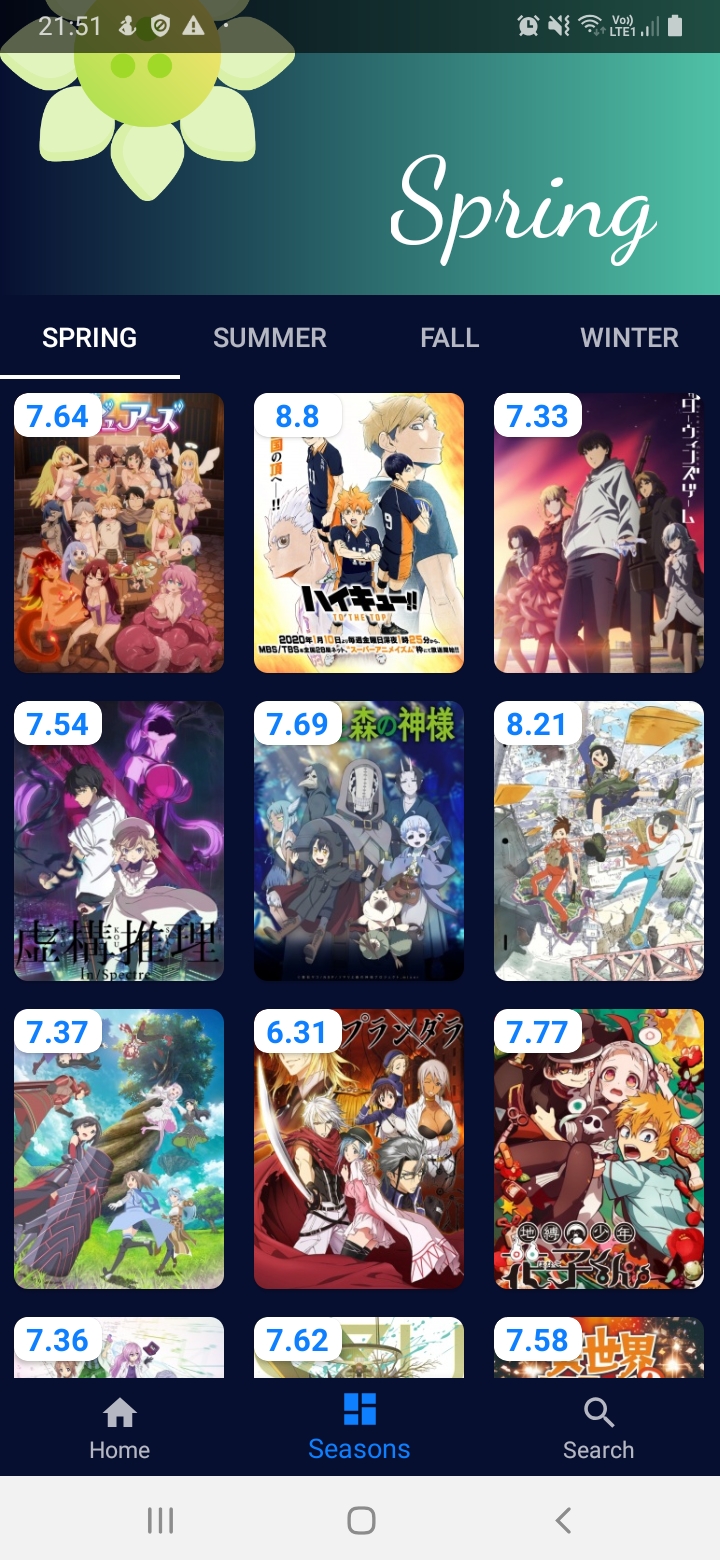 21:51
Vo))
LTE1
Spring
SPRING
SUMMER
FALL
WINTER
7.64
ピュアーズ
8.8
国の頂へ——!!
ハイキュー!!
TO THE TOP
2020年1月10日より毎週金曜日深夜1時25分から、
MBS/TBS系全国28局ネット、"スーパーアニメイズム"枠にて放送開始!!
7.33
ダーウィンズゲーム
7.54
虚構推理
In/Spectre
7.69
森の神様
8.21
7.37
6.31
プランダラ
7.77
地縛少年
花子くん
7.36
7.62
7.58
異世界
Home
Seasons
Search